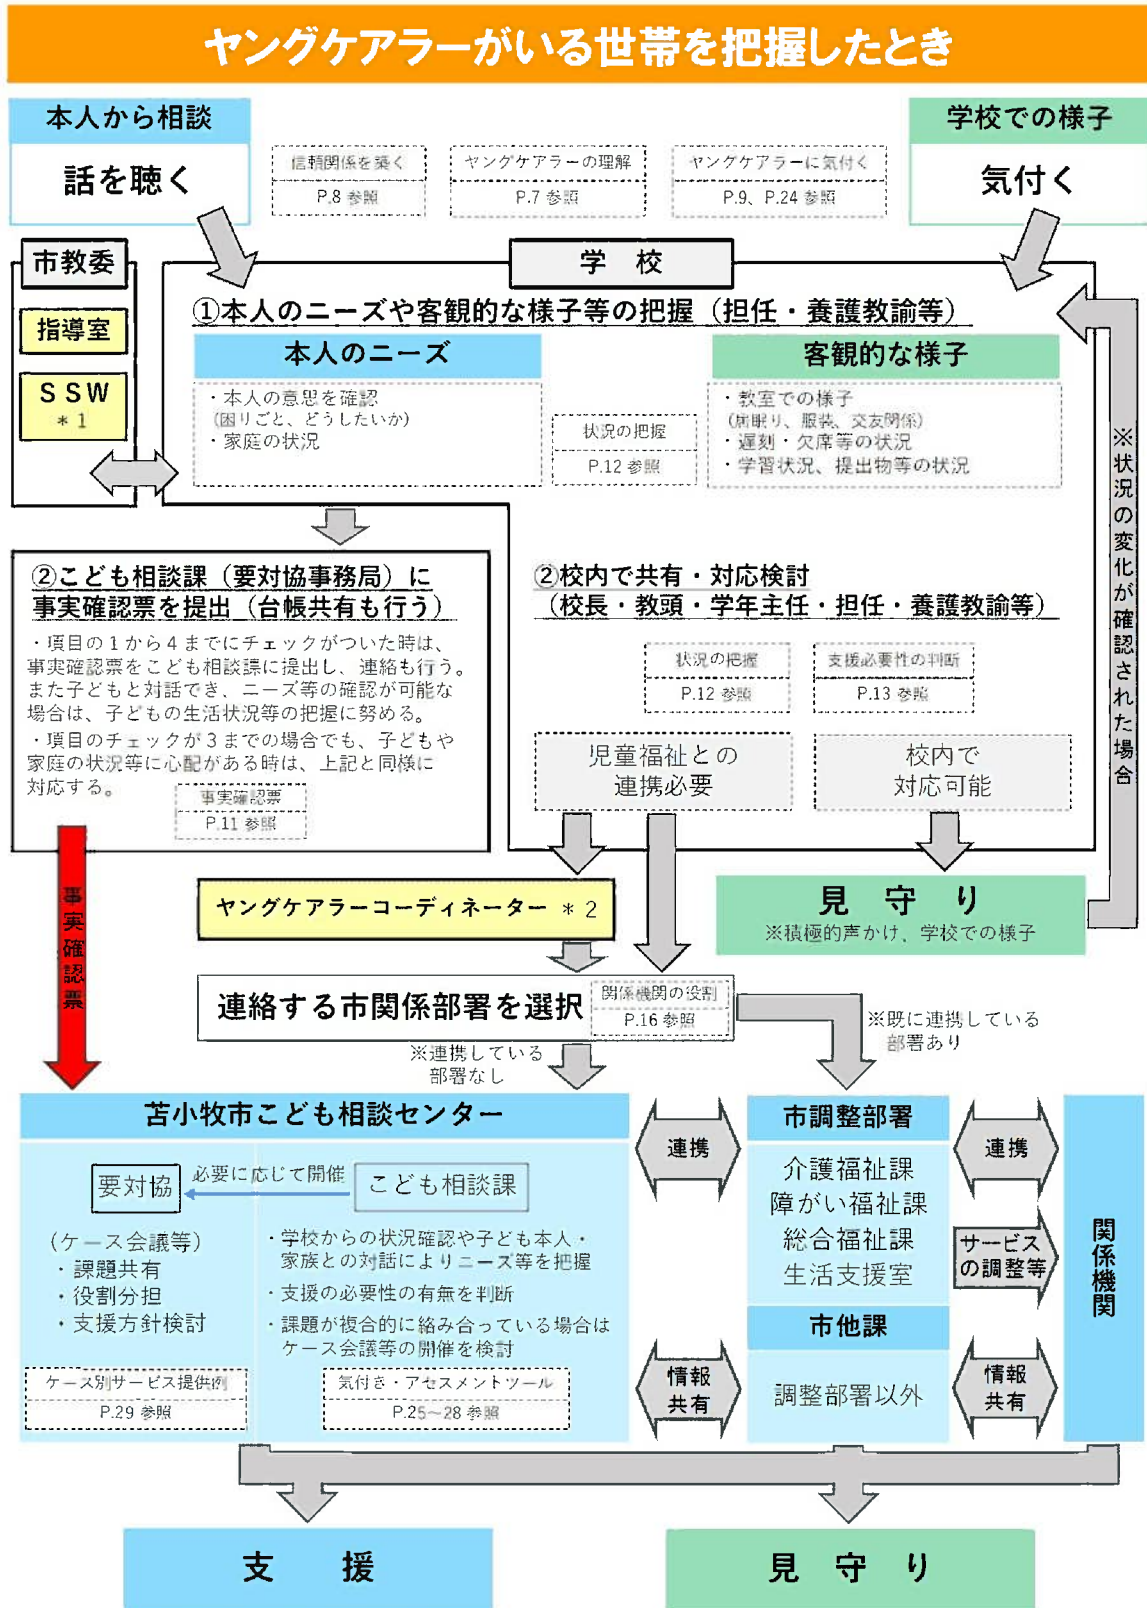 ヤングケアラーがいる世帯を把握したとき
本人から相談
話を聴く
信頼関係を築く
P.8 参照
ヤングケアラーの理解
P.7 参照
ヤングケアラーに気付く
P.9、P.24 参照
学校での様子
気付く
市教委
指導室
ＳＳＷ
＊1
学　校
①本人のニーズや客観的な様子等の把握（担任・養護教諭等）
本人のニーズ
・本人の意思を確認
(困りごと、どうしたいか)
・家庭の状況
状況の把握
P.12 参照
客観的な様子
・教室での様子
(居眠り、服装、交友関係)
・遅刻・欠席等の状況
・学習状況、提出物等の状況
※状況の変化が確認された場合
②こども相談課（要対協事務局）に
事実確認票を提出（台帳共有も行う）
・項目の１から４までにチェックがついた時は、
事実確認票をこども相談課に提出し、連絡も行う。
また子どもと対話でき、ニーズ等の確認が可能な
場合は、子どもの生活状況等の把握に努める。
・項目のチェックが３までの場合でも、子どもや
家庭の状況等に心配がある時は、上記と同様に
対応する。
事実確認票
P.11 参照
②校内で共有・対応検討
（校長・教頭・学年主任・担任・養護教諭等）
状況の把握
P.12 参照
支援必要性の判断
P.13 参照
児童福祉との
連携必要
校内で
対応可能
事実確認票
ヤングケアラーコーディネーター ＊2
見　守　り
※積極的声かけ、学校での様子
連絡する市関係部署を選択
関係機関の役割
P.16 参照
※連携している
部署なし
※既に連携している
部署あり
苫小牧市こども相談センター
要対協
必要に応じて開催
こども相談課
（ケース会議等）
・課題共有
・役割分担
・支援方針検討
・学校からの状況確認や子ども本人・
家族との対話によりニーズ等を把握
・支援の必要性の有無を判断
・課題が複合的に絡み合っている場合は
ケース会議等の開催を検討
ケース別サービス提供例
P.29 参照
気付き・アセスメントツール
P.25～28 参照
連携
情報
共有
市調整部署
介護福祉課
障がい福祉課
総合福祉課
生活支援室
市他課
調整部署以外
連携
サービス
の調整等
情報
共有
関係機関
支　援
見　守　り